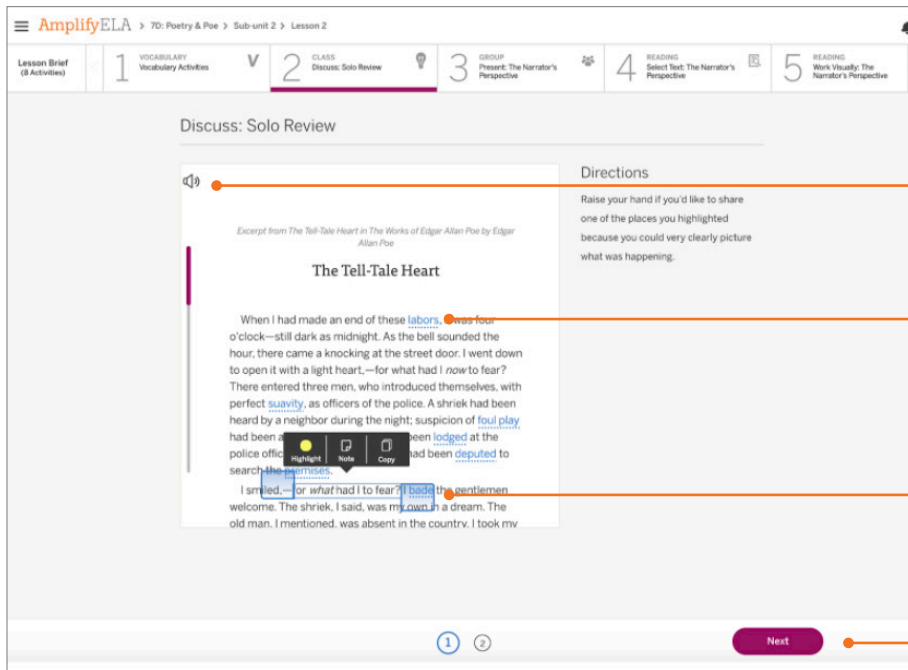 AmplifyELA > 7D: Poetry & Poe > Sub-unit 2 > Lesson 2
Lesson Brief
(8 Activities)
1
VOCABULARY
Vocabulary Activities
V
2
CLASS
Discuss: Solo Review
3
GROUP
Present: The Narrator's
Perspective
4
READING
Select Text: The Narrator's
Perspective
5
READING
Work Visually: The
Narrator's Perspective
Discuss: Solo Review
Excerpt from The Tell-Tale Heart in The Works of Edgar Allan Poe by Edgar
Allan Poe
The Tell-Tale Heart
When I had made an end of these labors, was four
o'clock—still dark as midnight. As the bell sounded the
hour, there came a knocking at the street door. I went down
to open it with a light heart,—for what had I now to fear?
There entered three men, who introduced themselves, with
perfect suavity, as officers of the police. A shriek had been
heard by a neighbor during the night; suspicion of foul play
had been been lodged at the
police had been deputed to
search the premises.
I smiled,—for what had I to fear? I bade the gentlemen
welcome. The shriek, I said, was my own in a dream. The
old man, I mentioned, was absent in the country. I took my
Highlight
Note
Copy
Directions
Raise your hand if you'd like to share
one of the places you highlighted
because you could very clearly picture
what was happening.
1
2
Next